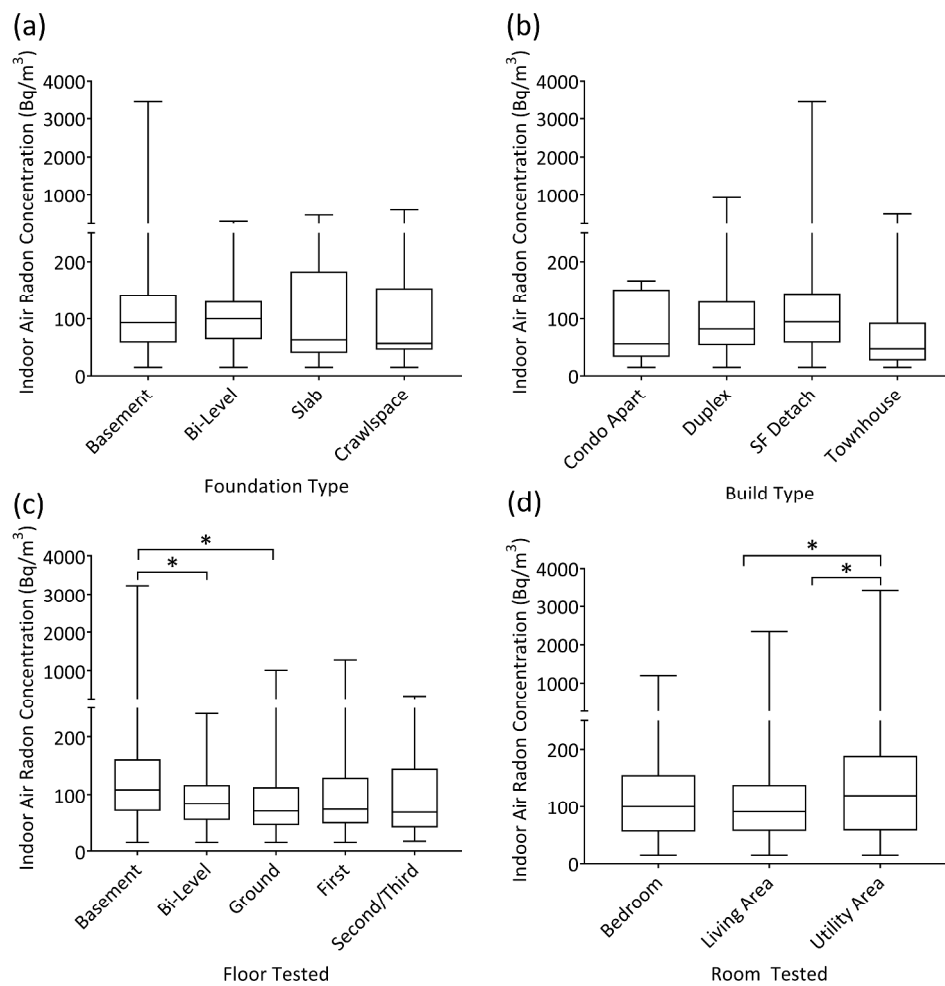 (a)
Indoor Air Radon Concentration (Bq/m³)
4000
3000
2000
1000
200
100
0
Basement
Bi-Level
Slab
Crawlspace
Foundation Type
(b)
Indoor Air Radon Concentration (Bq/m³)
4000
3000
2000
1000
200
100
0
Condo Apart
Duplex
SF Detach
Townhouse
Build Type
(c)
Indoor Air Radon Concentration (Bq/m³)
4000
3000
2000
1000
200
100
0
*
*
Basement
Bi-Level
Ground
First
Second/Third
Floor Tested
(d)
Indoor Air Radon Concentration (Bq/m³)
4000
3000
2000
1000
200
100
0
*
*
Bedroom
Living Area
Utility Area
Room Tested